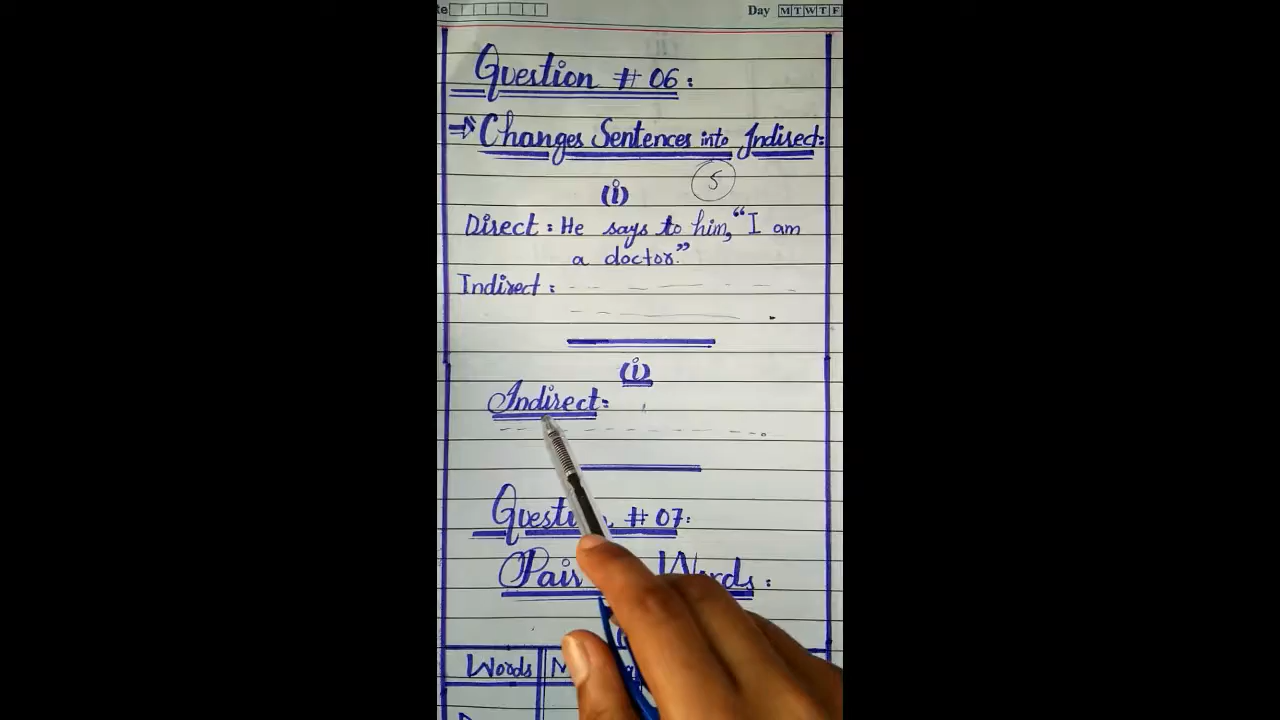 te Day M T W T F
Question # 06:
⇒ Changes Sentences into Indirect:
(i) 5
Direct: He says to him, "I am
a doctor."
Indirect:
(i)
Indirect:
Question # 07:
Pair Words:
Words